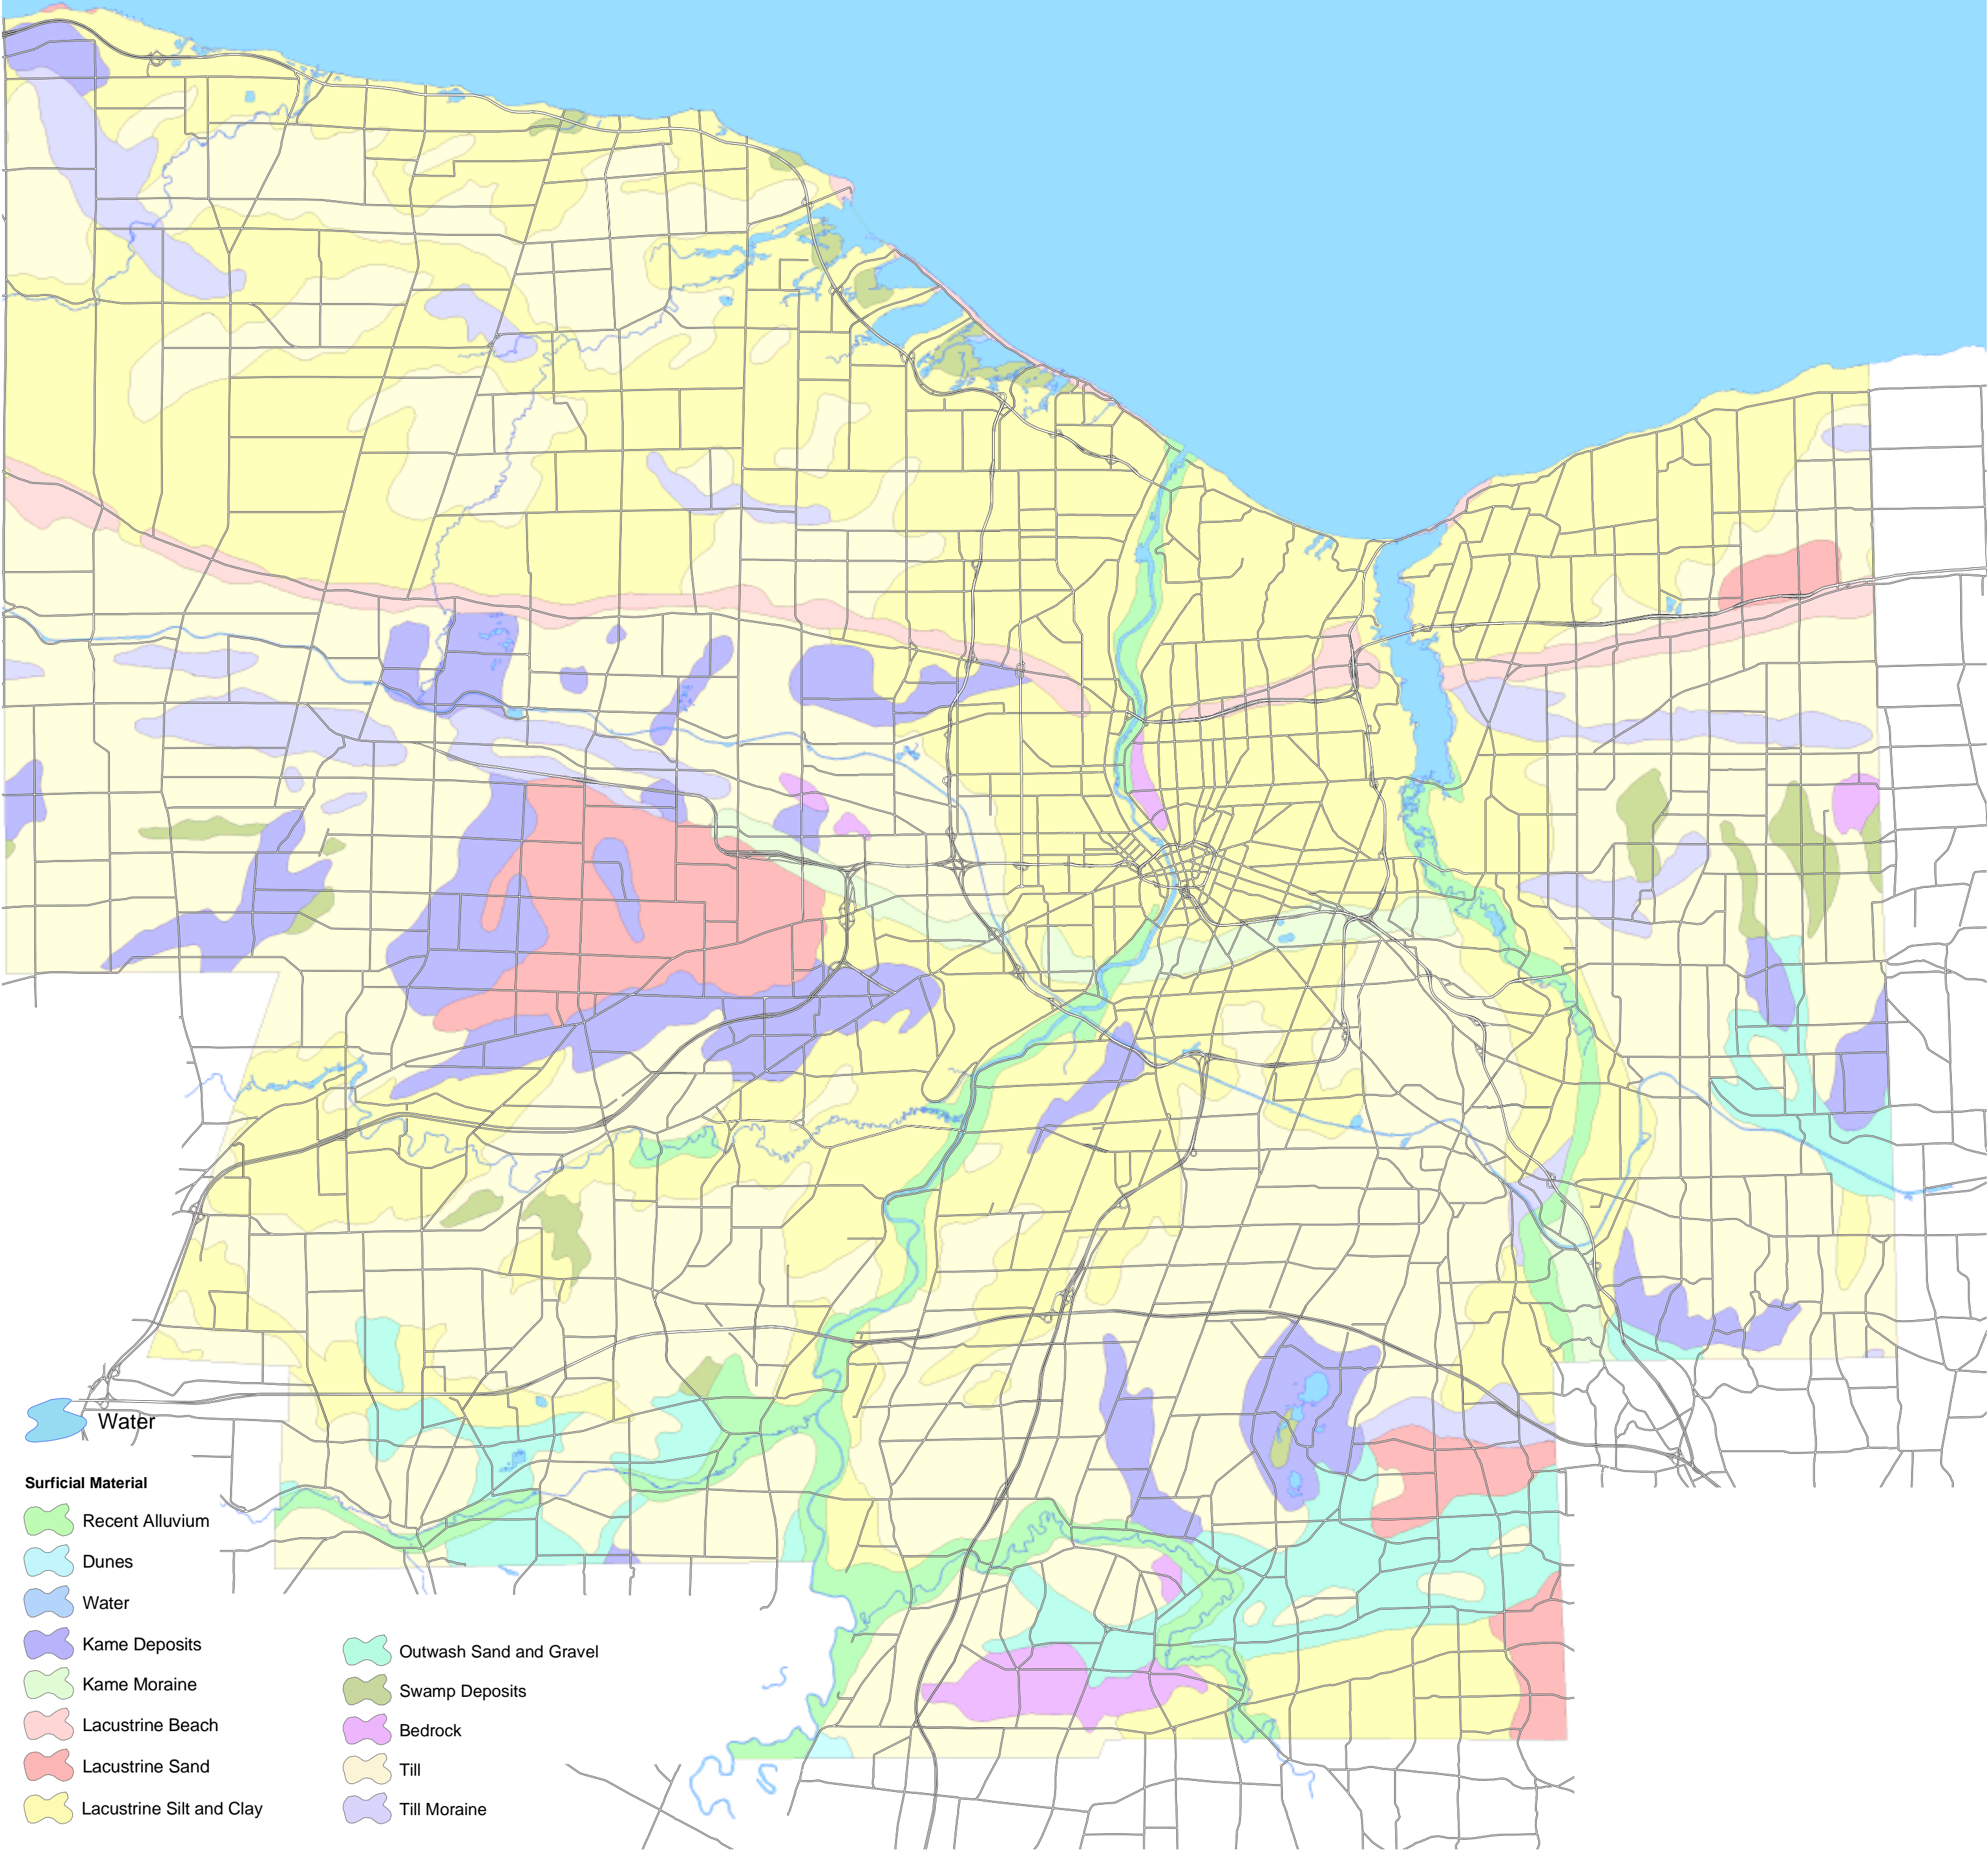 Water
Surficial Material
Recent Alluvium
Dunes
Water
Kame Deposits
Kame Moraine
Lacustrine Beach
Lacustrine Sand
Lacustrine Silt and Clay
Outwash Sand and Gravel
Swamp Deposits
Bedrock
Till
Till Moraine